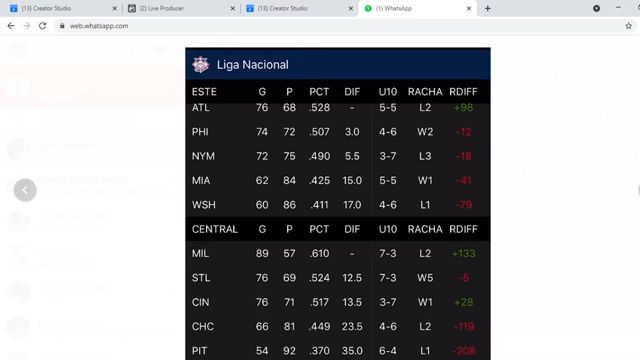 (13) Creator Studio
(2) Live Producer
(13) Creator Studio
(1) WhatsApp
web.whatsapp.com
Liga Nacional
ESTE G P PCT DIF U10 RACHA RDIFF
ATL 76 68 .528 - 5-5 L2 +98
PHI 74 72 .507 3.0 4-6 W2 -12
NYM 72 75 .490 5.5 3-7 L3 -18
MIA 62 84 .425 15.0 5-5 W1 -41
WSH 60 86 .411 17.0 4-6 L1 -79
CENTRAL G P PCT DIF U10 RACHA RDIFF
MIL 89 57 .610 - 7-3 L2 +133
STL 76 69 .524 12.5 7-3 W5 -5
CIN 76 71 .517 13.5 3-7 W1 +28
CHC 66 81 .449 23.5 4-6 L2 -119
PIT 54 92 .370 35.0 6-4 L1 -208